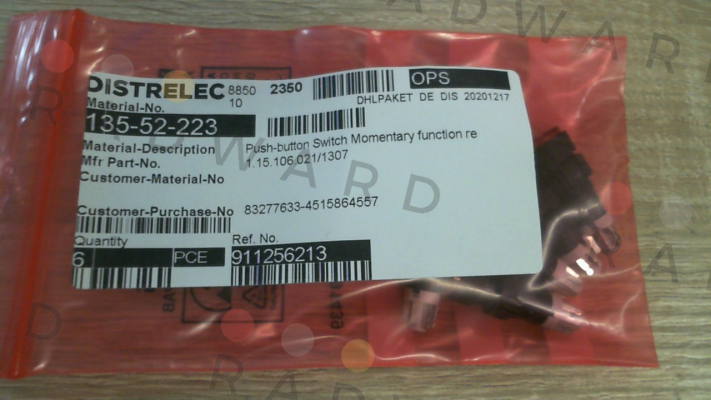 DISTRELEC 8850 2350 OPS
10 DHLPAKET DE DIS 20201217
Material-No.
135-52-223
Material-Description Push-button Switch Momentary function re
Mfr Part-No. 1.15.106.021/1307
Customer-Material-No
Customer-Purchase-No 83277633-4515864557
Quantity Ref. No.
6 PCE 911256213
RADWARD
RADWARD